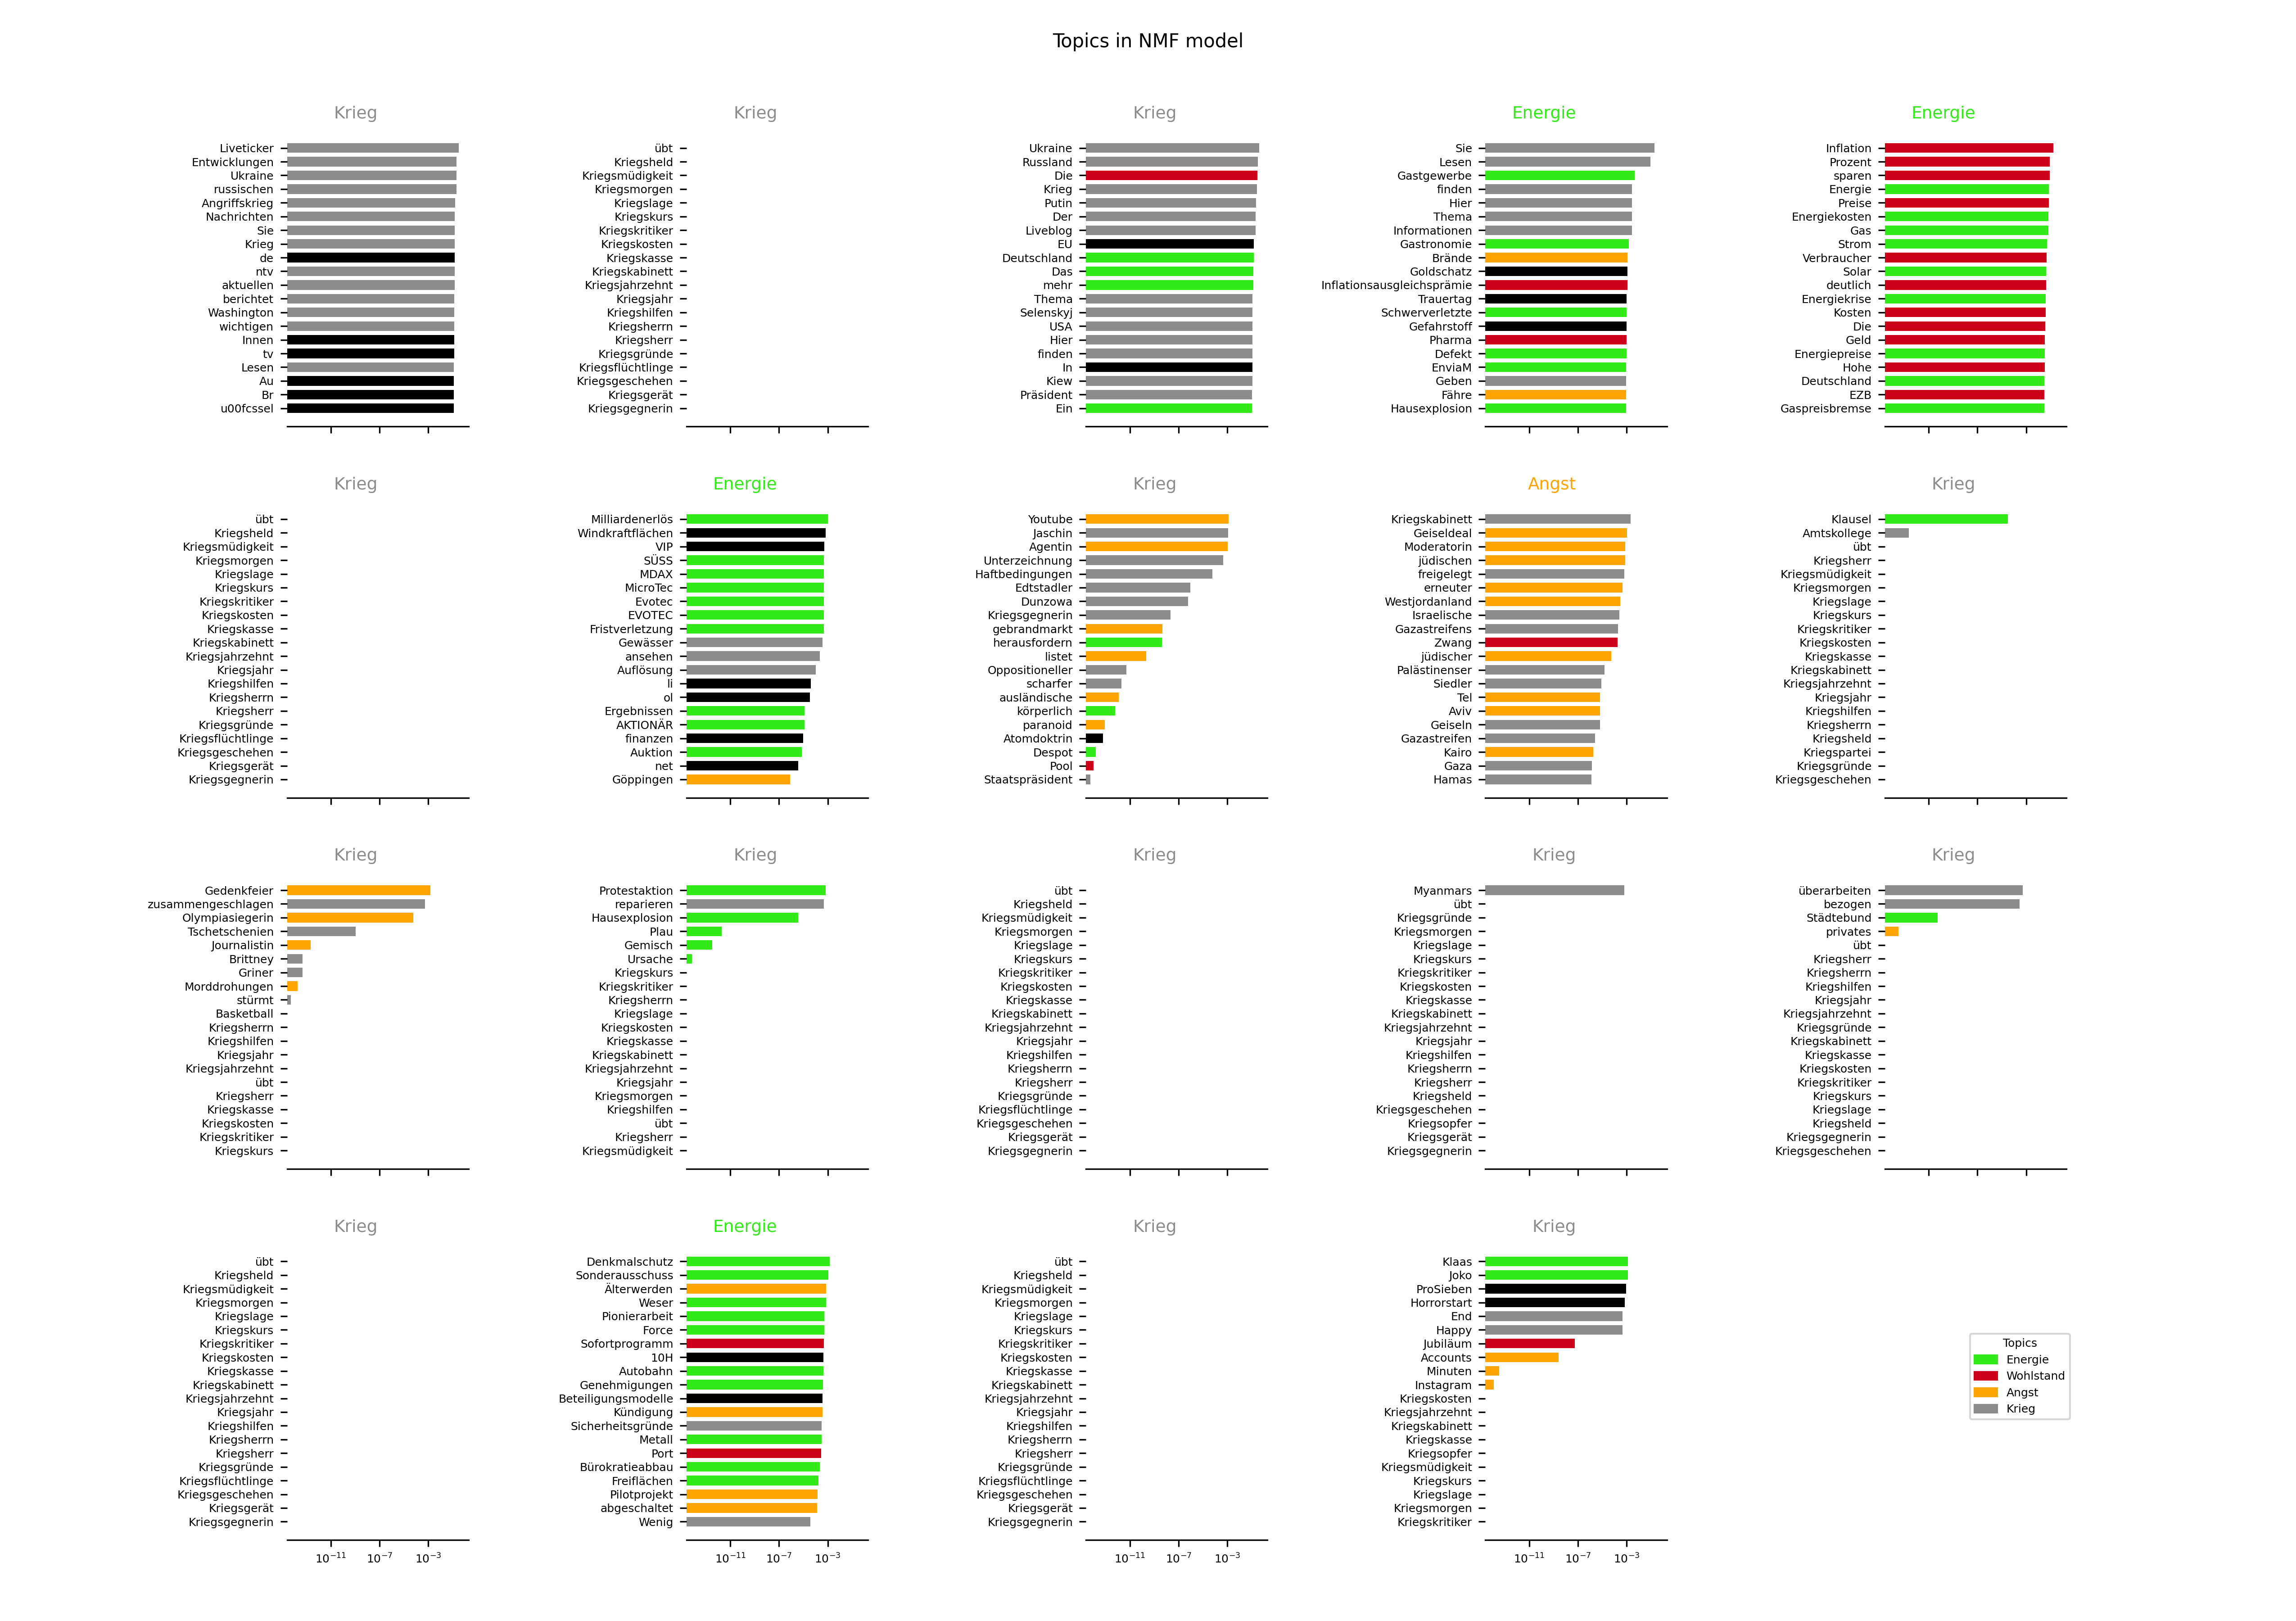 Topics in NMF model
Krieg
Liveticker
Entwicklungen
Ukraine
russischen
Angriffskrieg
Nachrichten
Sie
Krieg
de
ntv
aktuellen
berichtet
Washington
wichtigen
Innen
tv
Lesen
Au
Br
u00fcssel
Krieg
übt
Kriegsheld
Kriegsmüdigkeit
Kriegsmorgen
Kriegslage
Kriegskurs
Kriegskritiker
Kriegskosten
Kriegskasse
Kriegskabinett
Kriegsjahrzehnt
Kriegsjahr
Kriegshilfen
Kriegsherrn
Kriegsherr
Kriegsgründe
Kriegsflüchtlinge
Kriegsgeschehen
Kriegsgerät
Kriegsgegnerin
Krieg
Ukraine
Russland
Die
Krieg
Putin
Der
Liveblog
EU
Deutschland
Das
mehr
Thema
Selenskyj
USA
Hier
finden
In
Kiew
Präsident
Ein
Energie
Sie
Lesen
Gastgewerbe
finden
Hier
Thema
Informationen
Gastronomie
Brände
Goldschatz
Inflationsausgleichsprämie
Trauertag
Schwerverletzte
Gefahrstoff
Pharma
Defekt
EnviaM
Geben
Fähre
Hausexplosion
Energie
Inflation
Prozent
sparen
Energie
Preise
Energiekosten
Gas
Strom
Verbraucher
Solar
deutlich
Energiekrise
Kosten
Die
Geld
Energiepreise
Hohe
Deutschland
EZB
Gaspreisbremse
Krieg
übt
Kriegsheld
Kriegsmüdigkeit
Kriegsmorgen
Kriegslage
Kriegskurs
Kriegskritiker
Kriegskosten
Kriegskasse
Kriegskabinett
Kriegsjahrzehnt
Kriegsjahr
Kriegshilfen
Kriegsherrn
Kriegsherr
Kriegsgründe
Kriegsflüchtlinge
Kriegsgeschehen
Kriegsgerät
Kriegsgegnerin
Energie
Milliardenerlös
Windkraftflächen
VIP
SÜSS
MDAX
MicroTec
Evotec
EVOTEC
Fristverletzung
Gewässer
ansehen
Auflösung
li
ol
Ergebnissen
AKTIONÄR
finanzen
Auktion
net
Göppingen
Krieg
Youtube
Jaschin
Agentin
Unterzeichnung
Haftbedingungen
Edtstadler
Dunzowa
Kriegsgegnerin
gebrandmarkt
herausfordern
listet
Oppositioneller
scharfer
ausländische
körperlich
paranoid
Atomdoktrin
Despot
Pool
Staatspräsident
Angst
Kriegskabinett
Geiseldeal
Moderatorin
jüdischen
freigelegt
erneuter
Westjordanland
Israelische
Gazastreifens
Zwang
jüdischer
Palästinenser
Siedler
Tel
Aviv
Geiseln
Gazastreifen
Kairo
Gaza
Hamas
Krieg
Klausel
Amtskollege
übt
Kriegsherr
Kriegsmüdigkeit
Kriegsmorgen
Kriegslage
Kriegskurs
Kriegskritiker
Kriegskosten
Kriegskasse
Kriegskabinett
Kriegsjahrzehnt
Kriegsjahr
Kriegshilfen
Kriegsherrn
Kriegsheld
Kriegspartei
Kriegsgründe
Kriegsgeschehen
Krieg
Gedenkfeier
zusammengeschlagen
Olympiasiegerin
Tschetschenien
Journalistin
Brittney
Griner
Morddrohungen
stürmt
Basketball
Kriegsherrn
Kriegshilfen
Kriegsjahr
Kriegsjahrzehnt
übt
Kriegsherr
Kriegskasse
Kriegskosten
Kriegskritiker
Kriegskurs
Krieg
Protestaktion
reparieren
Hausexplosion
Plau
Gemisch
Ursache
Kriegskurs
Kriegskritiker
Kriegsherrn
Kriegslage
Kriegskosten
Kriegskasse
Kriegskabinett
Kriegsjahrzehnt
Kriegsjahr
Kriegsmorgen
Kriegshilfen
übt
Kriegsherr
Kriegsmüdigkeit
Krieg
übt
Kriegsheld
Kriegsmüdigkeit
Kriegsmorgen
Kriegslage
Kriegskurs
Kriegskritiker
Kriegskosten
Kriegskasse
Kriegskabinett
Kriegsjahrzehnt
Kriegsjahr
Kriegshilfen
Kriegsherrn
Kriegsherr
Kriegsgründe
Kriegsflüchtlinge
Kriegsgeschehen
Kriegsgerät
Kriegsgegnerin
Krieg
Myanmars
übt
Kriegsgründe
Kriegsmorgen
Kriegslage
Kriegskurs
Kriegskritiker
Kriegskosten
Kriegskasse
Kriegskabinett
Kriegsjahrzehnt
Kriegsjahr
Kriegshilfen
Kriegsherrn
Kriegsherr
Kriegsheld
Kriegsgeschehen
Kriegsopfer
Kriegsgerät
Kriegsgegnerin
Krieg
überarbeiten
bezogen
Städtebund
privates
übt
Kriegsherr
Kriegsherrn
Kriegshilfen
Kriegsjahr
Kriegsjahrzehnt
Kriegsgründe
Kriegskabinett
Kriegskasse
Kriegskosten
Kriegskritiker
Kriegskurs
Kriegslage
Kriegsheld
Kriegsgegnerin
Kriegsgeschehen
Krieg
übt
Kriegsheld
Kriegsmüdigkeit
Kriegsmorgen
Kriegslage
Kriegskurs
Kriegskritiker
Kriegskosten
Kriegskasse
Kriegskabinett
Kriegsjahrzehnt
Kriegsjahr
Kriegshilfen
Kriegsherrn
Kriegsherr
Kriegsgründe
Kriegsflüchtlinge
Kriegsgeschehen
Kriegsgerät
Kriegsgegnerin
10⁻¹¹ 10⁻⁷ 10⁻³
Energie
Denkmalschutz
Sonderausschuss
Älterwerden
Weser
Pionierarbeit
Force
Sofortprogramm
10H
Autobahn
Genehmigungen
Beteiligungsmodelle
Kündigung
Sicherheitsgründe
Metall
Port
Bürokratieabbau
Freiflächen
Pilotprojekt
abgeschaltet
Wenig
10⁻¹¹ 10⁻⁷ 10⁻³
Krieg
übt
Kriegsheld
Kriegsmüdigkeit
Kriegsmorgen
Kriegslage
Kriegskurs
Kriegskritiker
Kriegskosten
Kriegskasse
Kriegskabinett
Kriegsjahrzehnt
Kriegsjahr
Kriegshilfen
Kriegsherrn
Kriegsherr
Kriegsgründe
Kriegsflüchtlinge
Kriegsgeschehen
Kriegsgerät
Kriegsgegnerin
10⁻¹¹ 10⁻⁷ 10⁻³
Krieg
Klaas
Joko
ProSieben
Horrorstart
End
Happy
Jubiläum
Accounts
Minuten
Instagram
Kriegskosten
Kriegsjahrzehnt
Kriegskabinett
Kriegskasse
Kriegsopfer
Kriegsmüdigkeit
Kriegskurs
Kriegslage
Kriegsmorgen
Kriegskritiker
10⁻¹¹ 10⁻⁷ 10⁻³
Topics
Energie
Wohlstand
Angst
Krieg